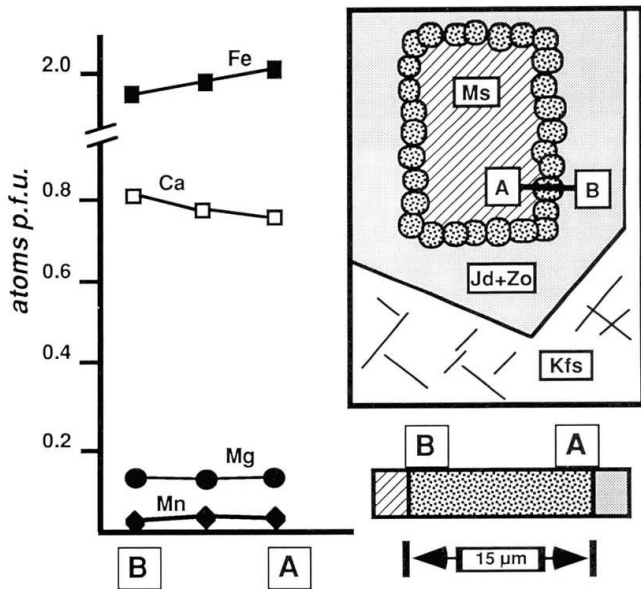 Fe
2.0
Ca
0.8
atoms p.f.u.
0.6
0.4
0.2
Mg
Mn
B
A
Ms
A
B
Jd+Zo
Kfs
B
A
15 µm